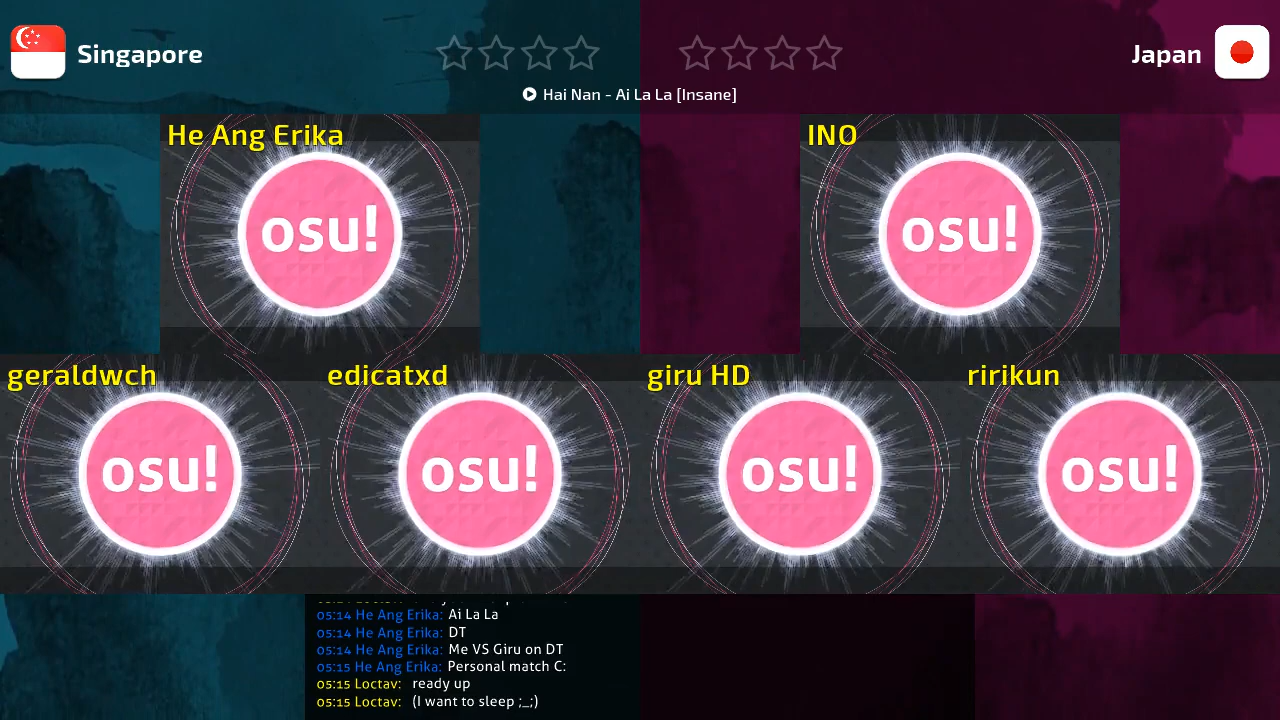 Singapore
Japan
Hai Nan - Ai La La [Insane]
He Ang Erika
INO
osu!
osu!
geraldwch
edicatxd
giru HD
ririkun
osu!
osu!
osu!
osu!
05:14 He Ang Erika: Ai La La
05:14 He Ang Erika: DT
05:14 He Ang Erika: Me VS Giru on DT
05:15 He Ang Erika: Personal match C:
05:15 Loctav: ready up
05:15 Loctav: (I want to sleep ;_;)